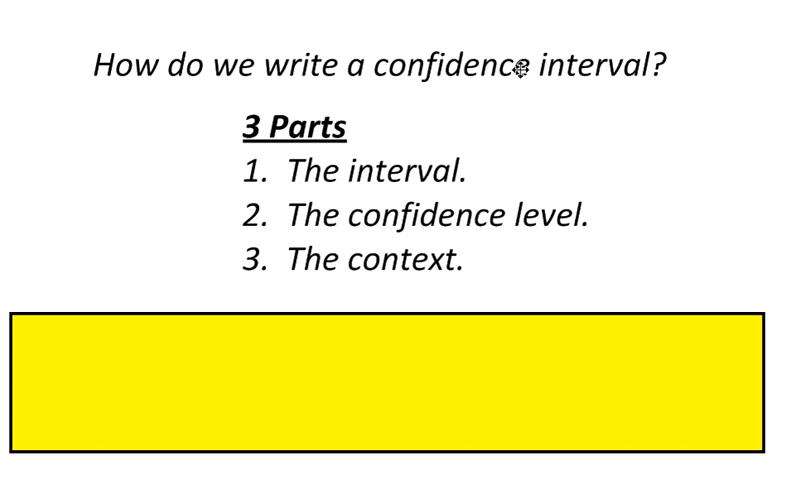 How do we write a confidence interval?
3 Parts
1. The interval.
2. The confidence level.
3. The context.